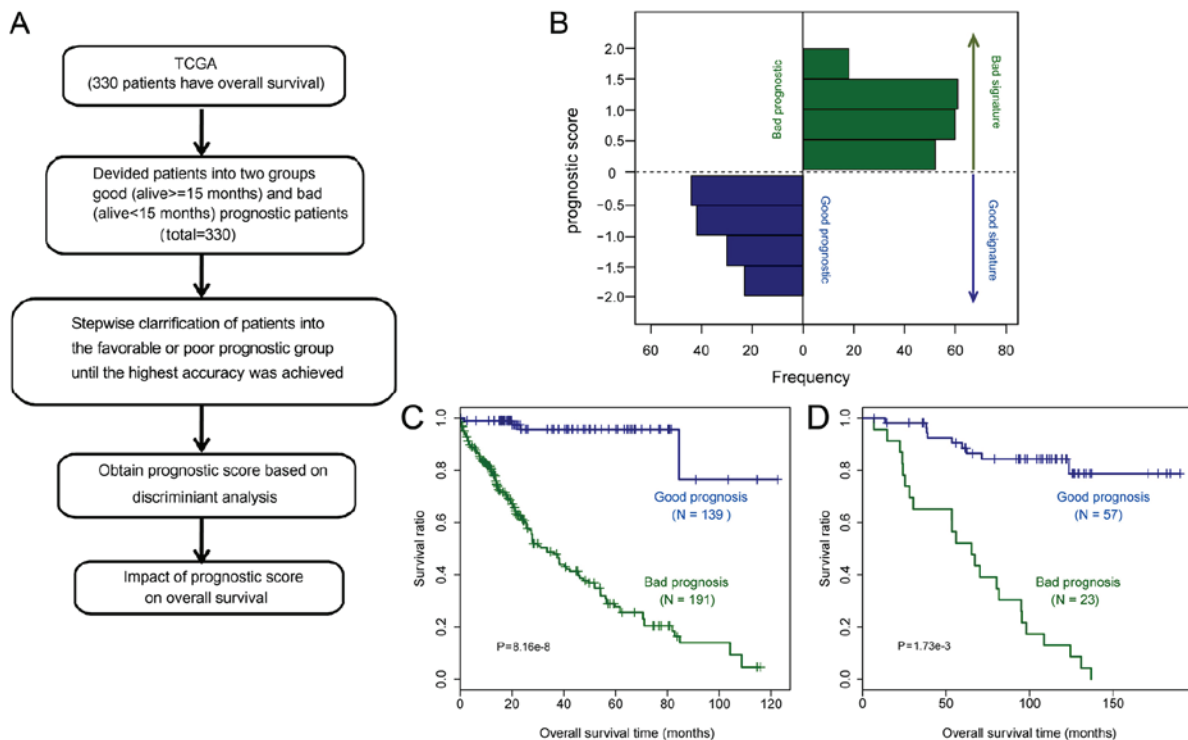 A
TCGA
(330 patients have overall survival)
Devided patients into two groups
good (alive>=15 months) and bad
(alive<15 months) prognostic patients
(total=330)
Stepwise clarrification of patients into
the favorable or poor prognostic group
until the highest accuracy was achieved
Obtain prognostic score based on
discriminiant analysis
Impact of prognostic score
on overall survival
B
prognostic score
2.0
1.5
1.0
0.5
0
−0.5
−1.0
−1.5
−2.0
Bad prognostic
Good prognostic
Bad signature
Good signature
60 40 20 0 20 40 60 80
Frequency
C
Survival ratio
1.0
0.8
0.6
0.4
0.2
0.0
Good prognosis
(N = 139 )
Bad prognosis
(N = 191)
P=8.16e-8
0 20 40 60 80 100 120
Overall survival time (months)
D
Survival ratio
1.0
0.8
0.6
0.4
0.2
0.0
Good prognosis
(N = 57)
Bad prognosis
(N = 23)
P=1.73e-3
0 50 100 150
Overall survival time (months)